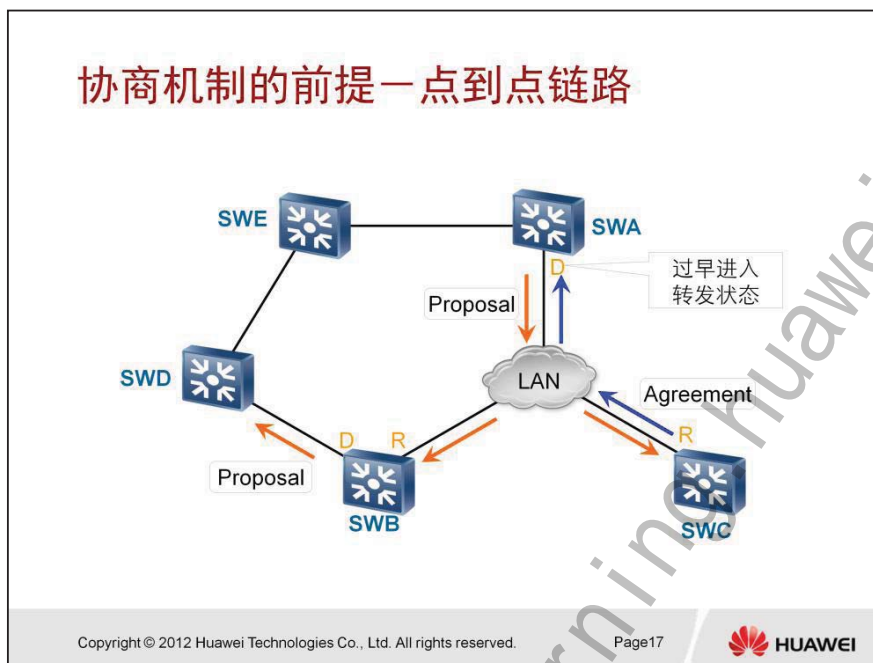 协商机制的前提－点到点链路
SWE
SWA
D
过早进入
转发状态
Proposal
SWD
LAN
Agreement
D
R
R
Proposal
SWB
SWC
Copyright © 2012 Huawei Technologies Co., Ltd. All rights reserved.
Page17
HUAWEI
rning.huawei.